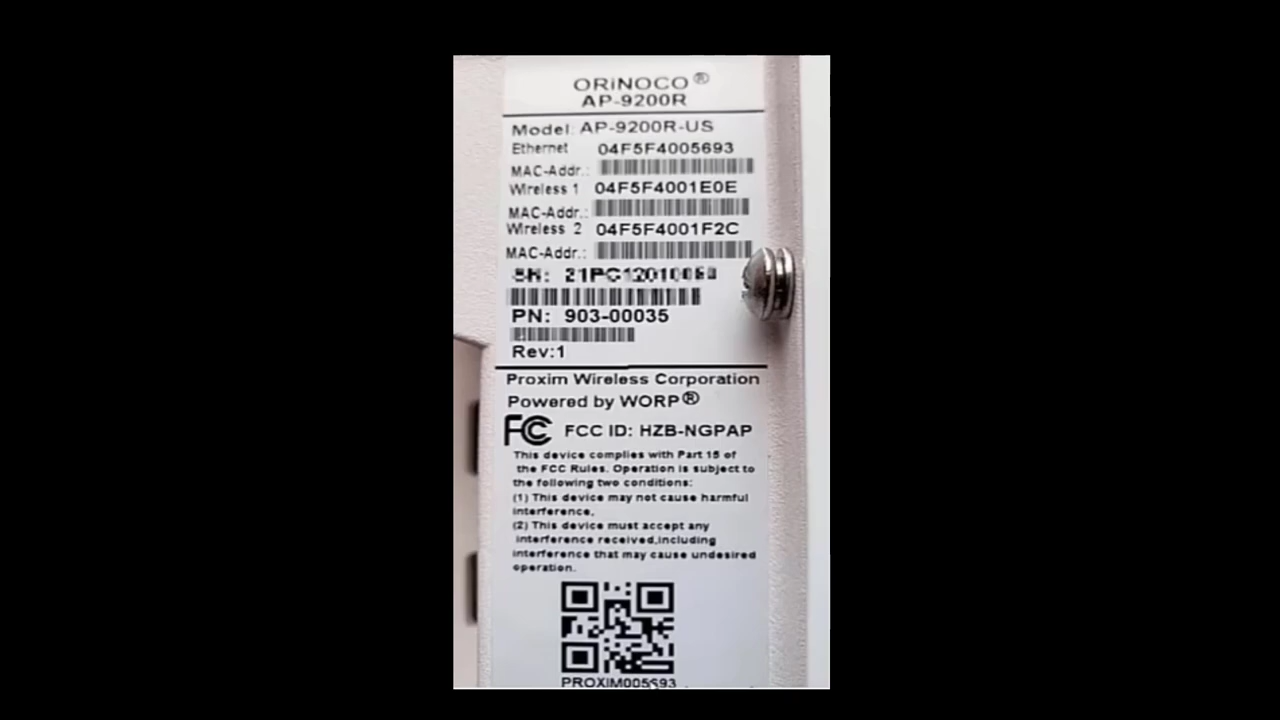 ORiNOCO®
AP-9200R
Model: AP-9200R-US
Ethernet 04F5F4005693
MAC-Addr.:
Wireless 1 04F5F4001E0E
MAC-Addr.:
Wireless 2 04F5F4001F2C
MAC-Addr.:
SN:
PN: 903-00035
Rev:1
Proxim Wireless Corporation
Powered by WORP®
FC FCC ID: HZB-NGPAP
This device complies with Part 15 of
the FCC Rules. Operation is subject to
the following two conditions:
(1) This device may not cause harmful
interference,
(2) This device must accept any
interference received,including
interference that may cause undesired
operation.
PROXIM005693